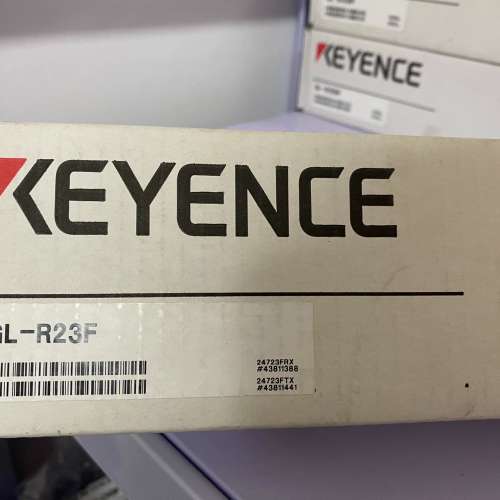 KEYENCE
KEYENCE
GL-R23F
24723FRX
#43811388
24723FTX
#43811441